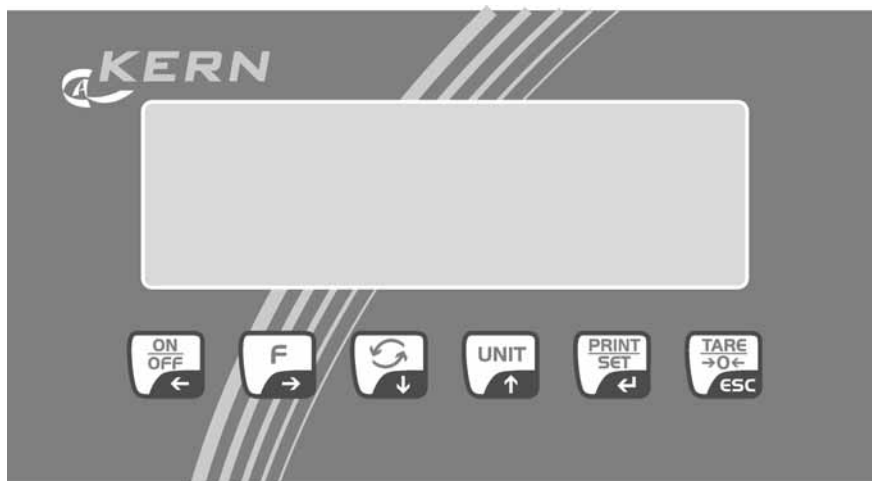 KERN
ON
OFF
←
F
→
↓
UNIT
↑
PRINT
SET
↵
TARE
→0←
ESC